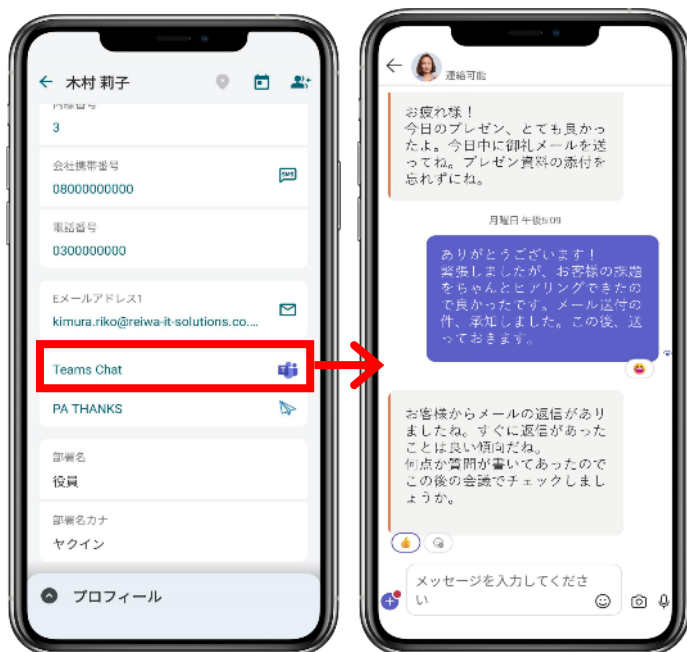 木村 莉子
内線番号
3
会社携帯番号
08000000000
SMS
電話番号
0300000000
Eメールアドレス1
kimura.riko@reiwa-it-solutions.co....
Teams Chat
PA THANKS
部署名
役員
部署名カナ
ヤクイン
プロフィール
連絡可能
お疲れ様！
今日のプレゼン、とても良かっ
たよ。今日中に御礼メールを送
ってね。プレゼン資料の添付を
忘れずにね。
月曜日 午後5:09
ありがとうございます！
緊張しましたが、お客様の課題
をちゃんとヒアリングできたの
で良かったです。メール送付の
件、承知しました。この後、送
っておきます。
お客様からメールの返信があり
ましたね。すぐに返信があった
ことは良い傾向だね。
何点か質問が書いてあったので
この後の会議でチェックしまし
ょうか。
メッセージを入力してくださ
い